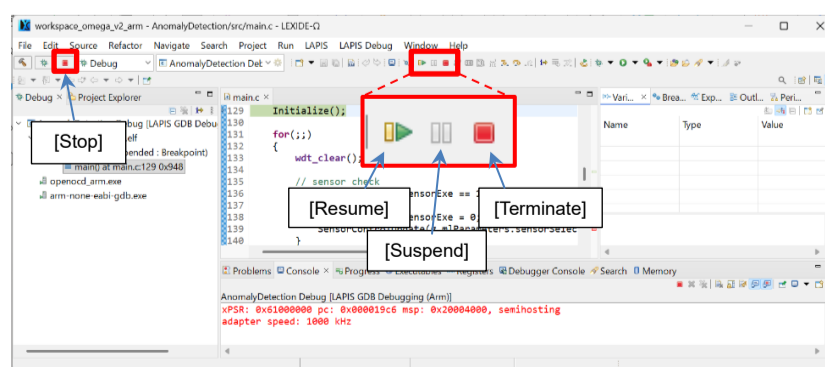 workspace_omega_v2_arm - AnomalyDetection/src/main.c - LEXIDE-Ω
File Edit Source Refactor Navigate Search Project Run LAPIS LAPIS Debug Window Help
Debug
AnomalyDetection Det
Debug × Project Explorer
main.c ×
Vari... × Brea... Exp... Outl... Peri...
bug [LAPIS GDB Debu
elf
ended : Breakpoint)
main() at main.c:129 0x948
openocd_arm.exe
arm-none-eabi-gdb.exe
129 Initialize();
130
131 for(;;)
132 {
133 wdt_clear();
134
135 // sensor check
136 ensorExe ==
137
138 ensorExe = 0;
139
140 }
Name Type Value
[Stop]
[Resume]
[Terminate]
[Suspend]
Problems Console × Progress Debugger Console Search Memory
AnomalyDetection Debug [LAPIS GDB Debugging (Arm)]
xPSR: 0x61000000 pc: 0x000019c6 msp: 0x20004000, semihosting
adapter speed: 1000 kHz